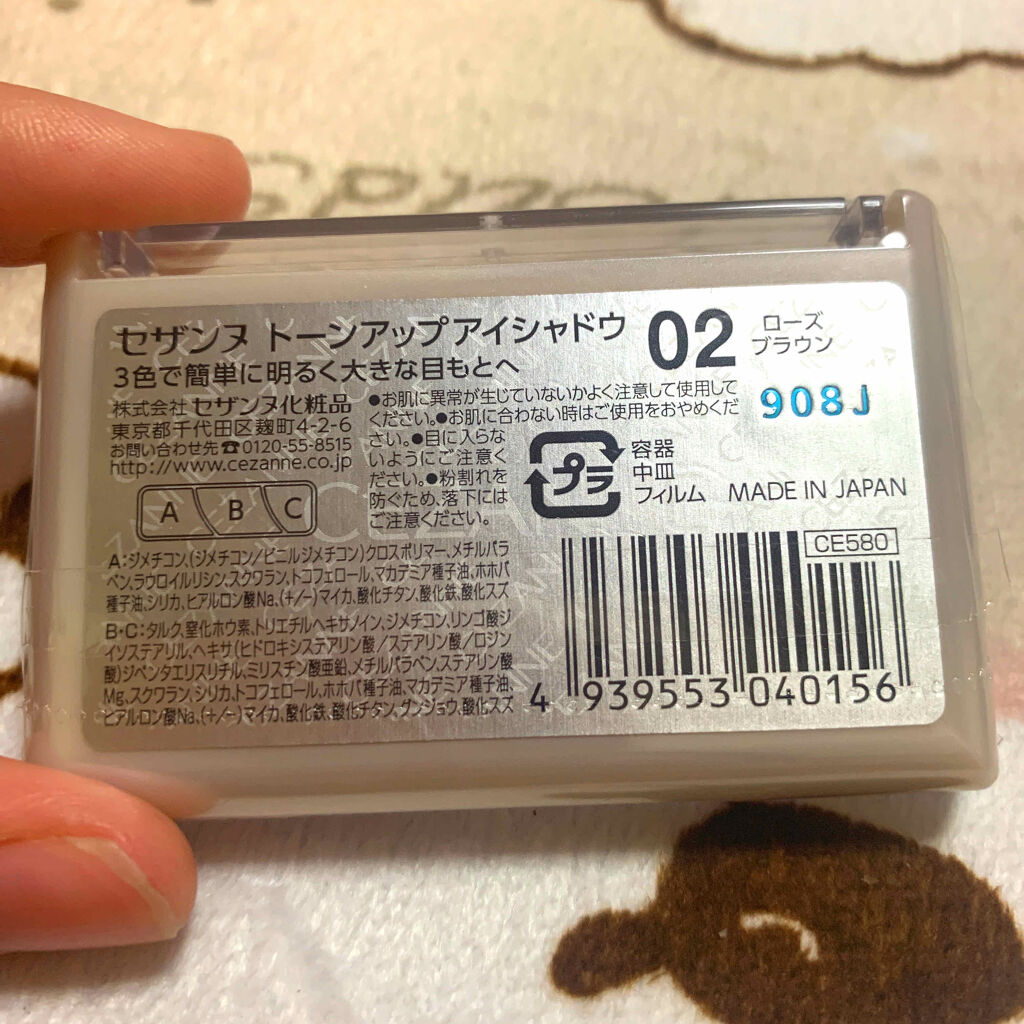 セザンヌ トーンアップアイシャドウ
3色で簡単に明るく大きな目もとへ
02 ローズ
ブラウン
908J
株式会社 セザンヌ化粧品
東京都千代田区麹町4-2-6
お問い合わせ先☎0120-55-8515
http://www.cezanne.co.jp
●お肌に異常が生じていないかよく注意して使用して
ください。●お肌に合わない時はご使用をおやめくだ
さい。●目に入らな
いようにご注意く
ださい。●粉割れを
防ぐため、落下には
ご注意ください。
プラ
容器
中皿
フィルム
MADE IN JAPAN
A B C
A:ジメチコン、(ジメチコン/ビニルジメチコン)クロスポリマー、メチルパラ
ベン、ラウロイルリシン、スクワラン、トコフェロール、マカデミア種子油、ホホバ
種子油、シリカ、ヒアルロン酸Na、(+/-)マイカ、酸化チタン、酸化鉄、酸化スズ
B・C:タルク、窒化ホウ素、トリエチルヘキサノイン、ジメチコン、リンゴ酸ジ
イソステアリル、ヘキサ(ヒドロキシステアリン酸/ステアリン酸/ロジン
酸)ジペンタエリスリチル、ミリスチン酸亜鉛、メチルパラベン、ステアリン酸
Mg、スクワラン、シリカ、トコフェロール、ホホバ種子油、マカデミア種子油、
ヒアルロン酸Na、(+/-)マイカ、酸化鉄、酸化チタン、グンジョウ、酸化スズ
CE580
4 939553 040156